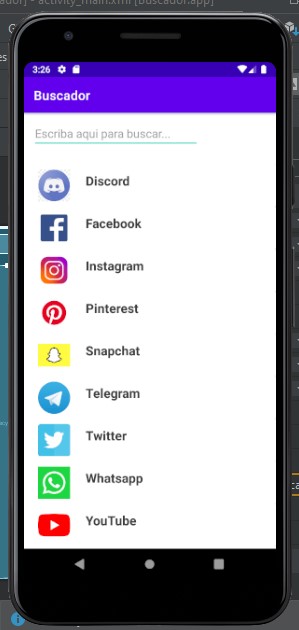 ador] - activity_main.xml [Buscador.app]
3:26
Buscador
Escriba aqui para buscar...
Discord
Facebook
Instagram
Pinterest
Snapchat
Telegram
Twitter
Whatsapp
YouTube